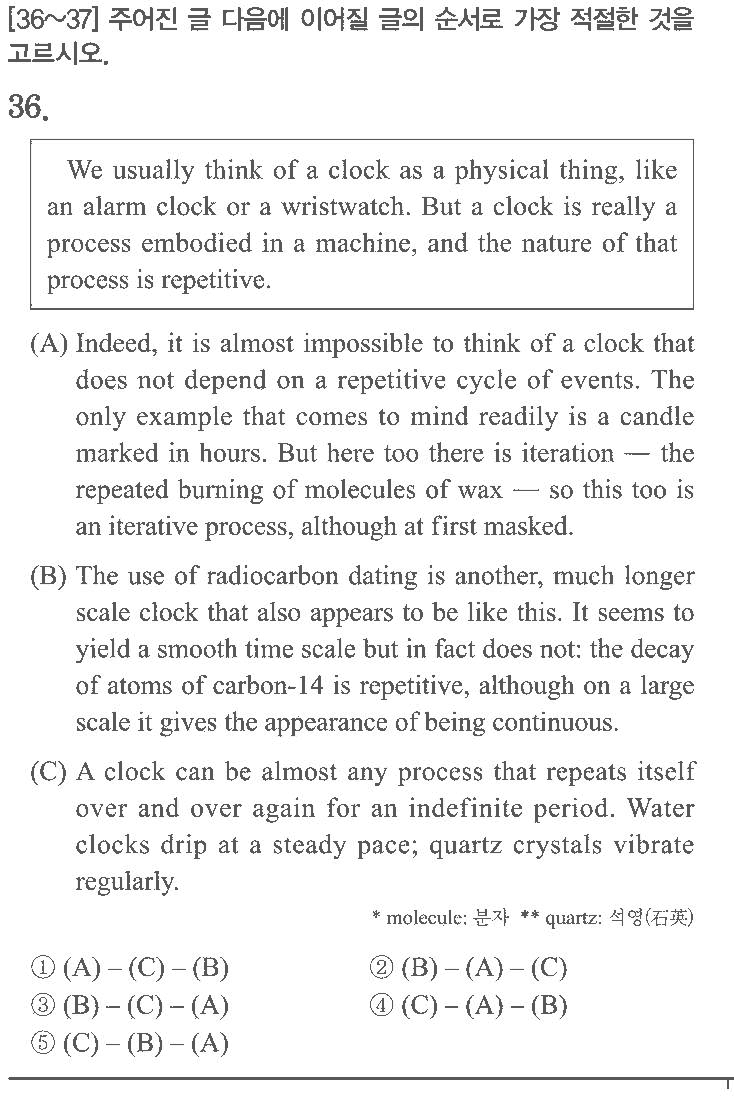 [36~37] 주어진 글 다음에 이어질 글의 순서로 가장 적절한 것을
고르시오.
36.
We usually think of a clock as a physical thing, like
an alarm clock or a wristwatch. But a clock is really a
process embodied in a machine, and the nature of that
process is repetitive.
(A) Indeed, it is almost impossible to think of a clock that
does not depend on a repetitive cycle of events. The
only example that comes to mind readily is a candle
marked in hours. But here too there is iteration — the
repeated burning of molecules of wax — so this too is
an iterative process, although at first masked.
(B) The use of radiocarbon dating is another, much longer
scale clock that also appears to be like this. It seems to
yield a smooth time scale but in fact does not: the decay
of atoms of carbon-14 is repetitive, although on a large
scale it gives the appearance of being continuous.
(C) A clock can be almost any process that repeats itself
over and over again for an indefinite period. Water
clocks drip at a steady pace; quartz crystals vibrate
regularly.
* molecule: 분자 ** quartz: 석영(石英)
① (A) – (C) – (B) ② (B) – (A) – (C)
③ (B) – (C) – (A) ④ (C) – (A) – (B)
⑤ (C) – (B) – (A)